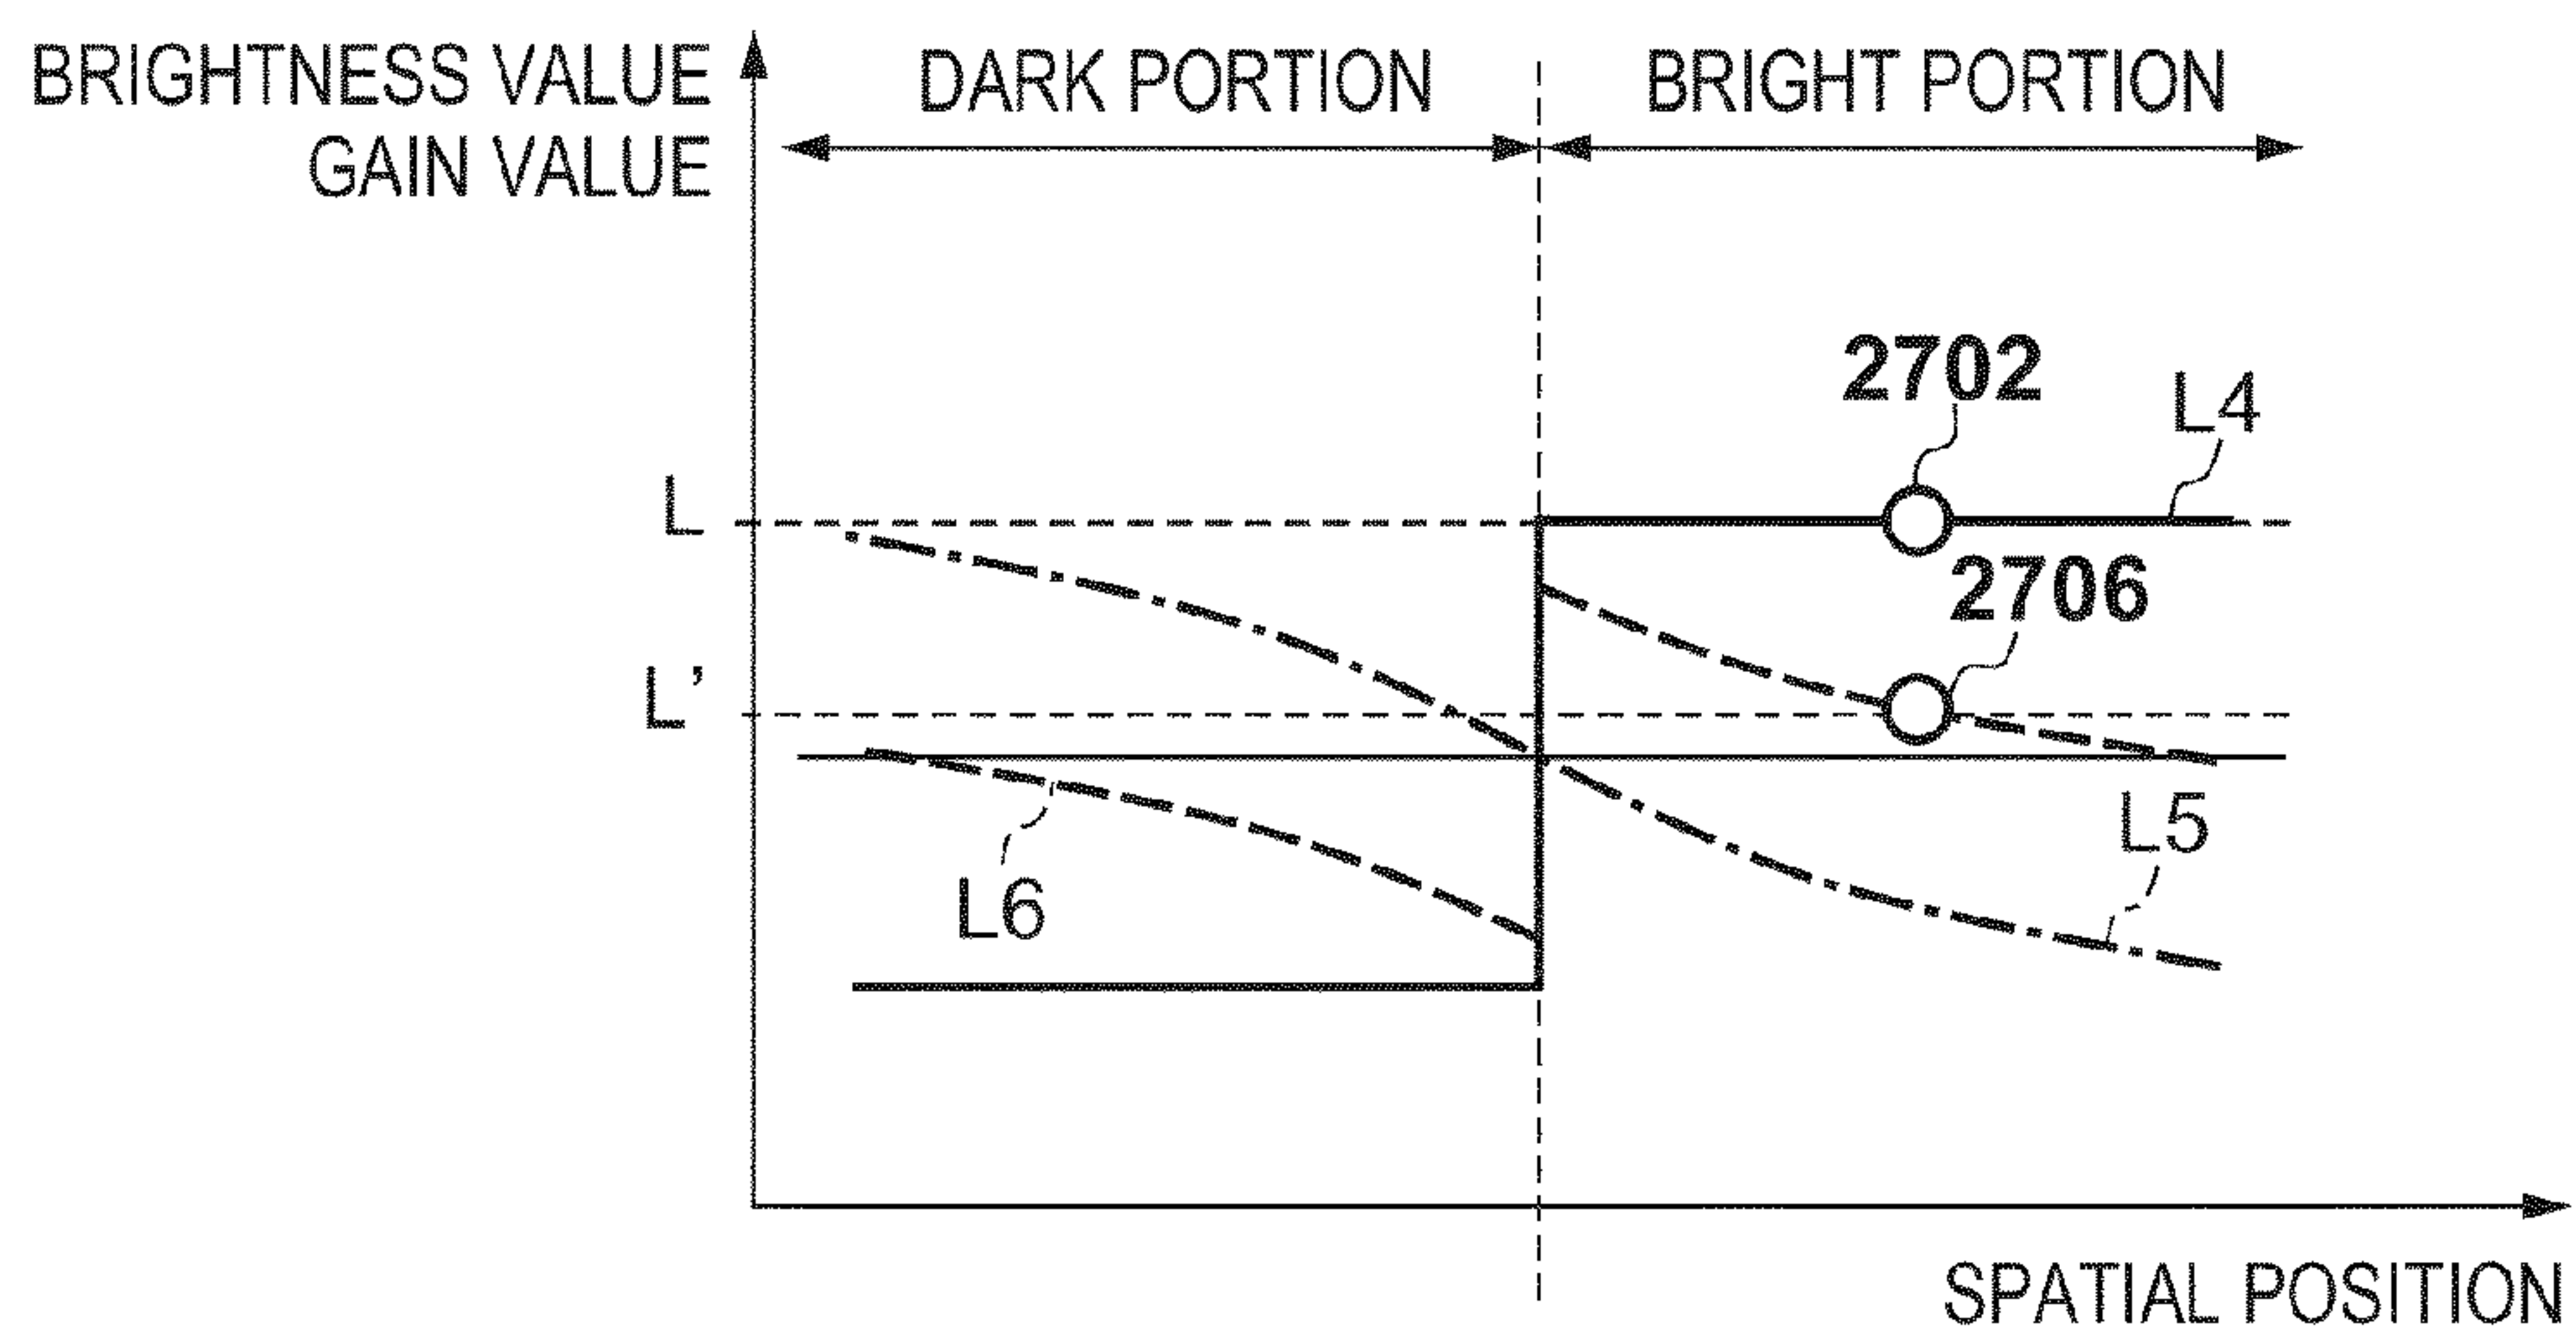 BRIGHTNESS VALUE
GAIN VALUE
DARK PORTION
BRIGHT PORTION
2702
L4
L
2706
L'
L5
L6
SPATIAL POSITION